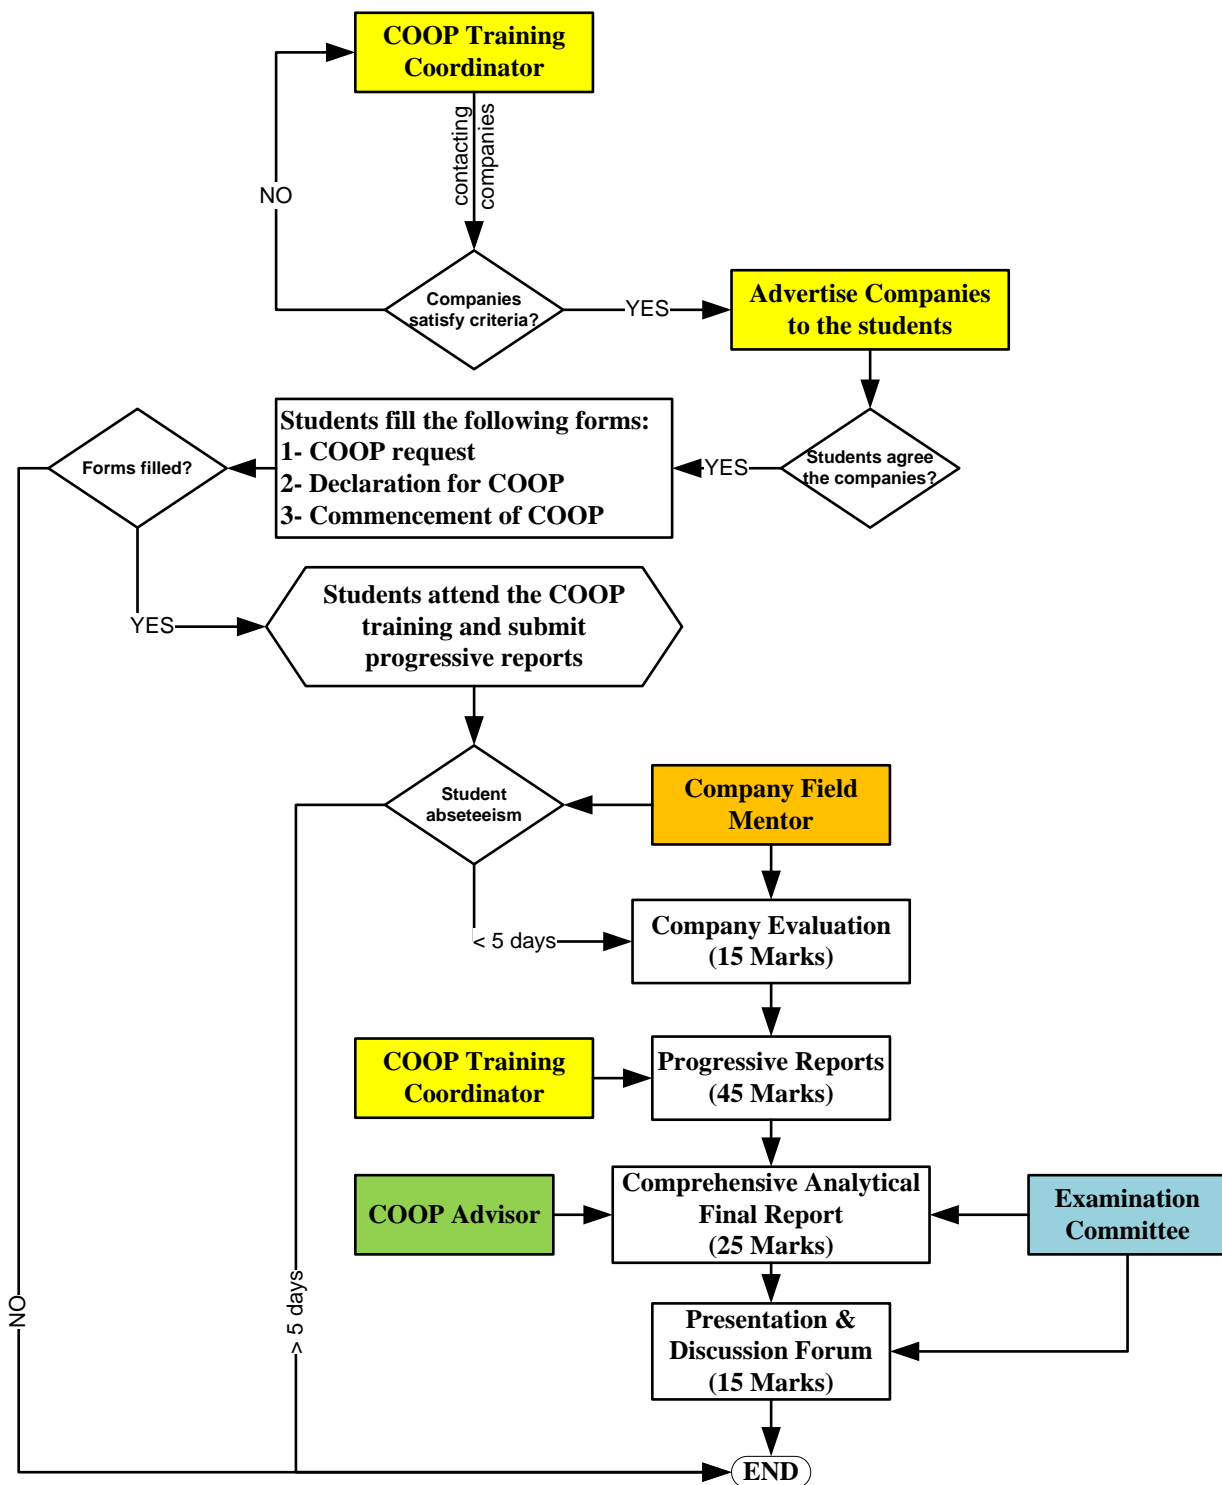 COOP Training
Coordinator
contacting
companies
NO
Companies
satisfy criteria?
YES
Advertise Companies
to the students
Students agree
the companies?
YES
Students fill the following forms:
1- COOP request
2- Declaration for COOP
3- Commencement of COOP
Forms filled?
YES
Students attend the COOP
training and submit
progressive reports
Student
abseteeism
Company Field
Mentor
< 5 days
Company Evaluation
(15 Marks)
COOP Training
Coordinator
Progressive Reports
(45 Marks)
COOP Advisor
Comprehensive Analytical
Final Report
(25 Marks)
Examination
Committee
NO
> 5 days
Presentation &
Discussion Forum
(15 Marks)
END